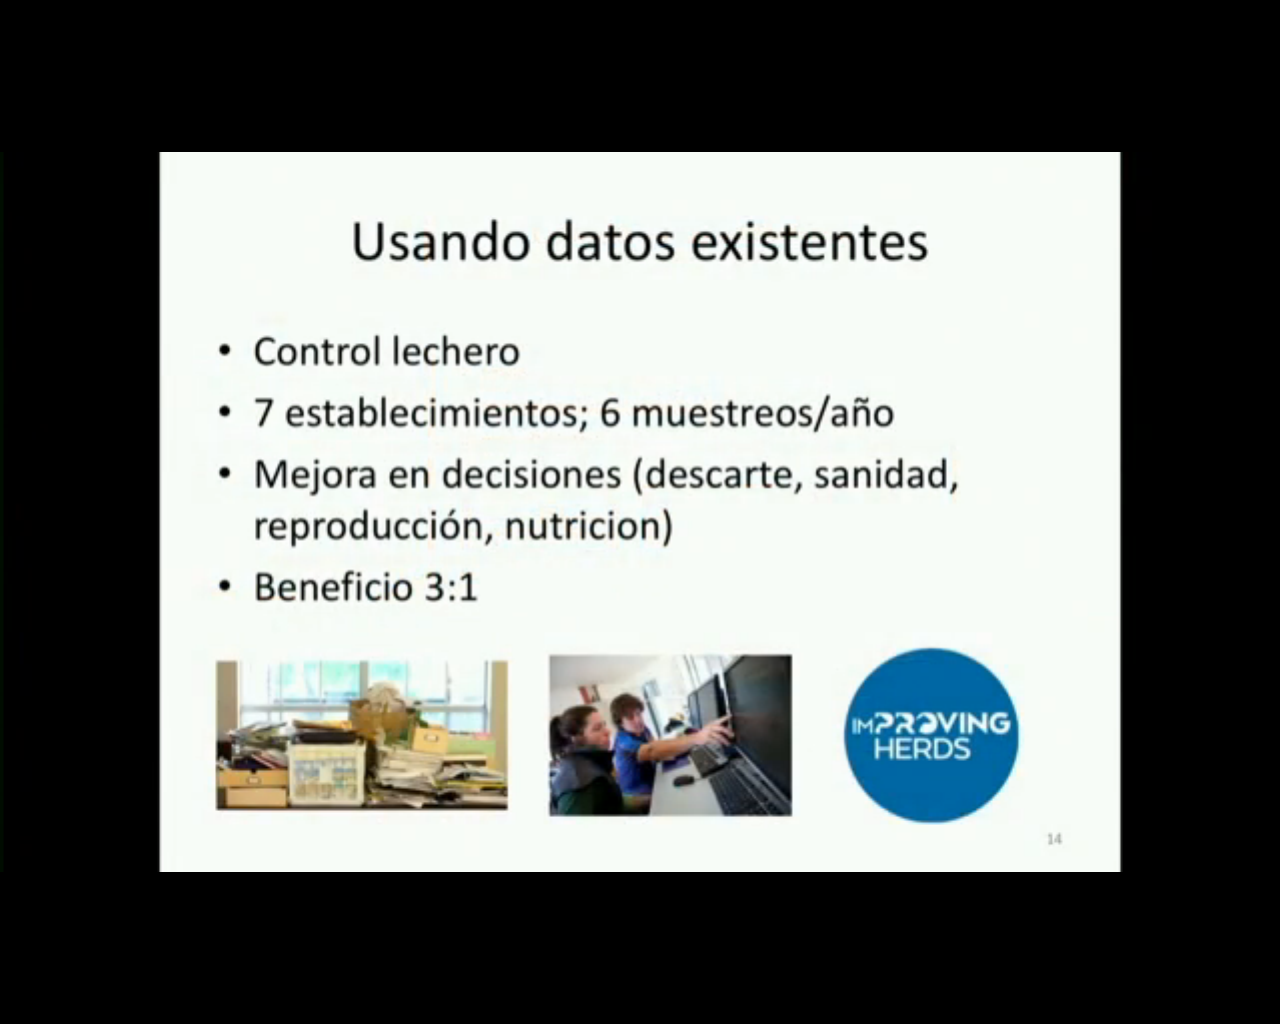 Usando datos existentes
• Control lechero
• 7 establecimientos; 6 muestreos/año
• Mejora en decisiones (descarte, sanidad,
reproducción, nutricion)
• Beneficio 3:1
IMPROVING
HERDS
14